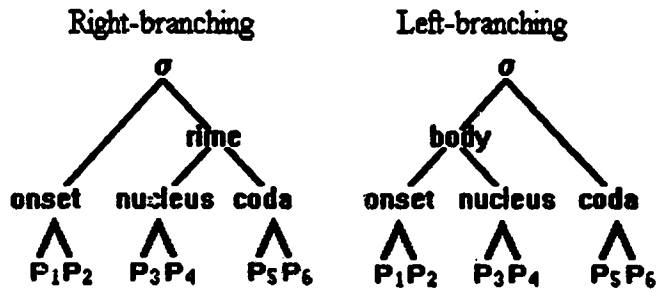 Right-branching Left-branching
σ σ
rime body
onset nucleus coda onset nucleus coda
P₁P₂ P₃P₄ P₅P₆ P₁P₂ P₃P₄ P₅P₆